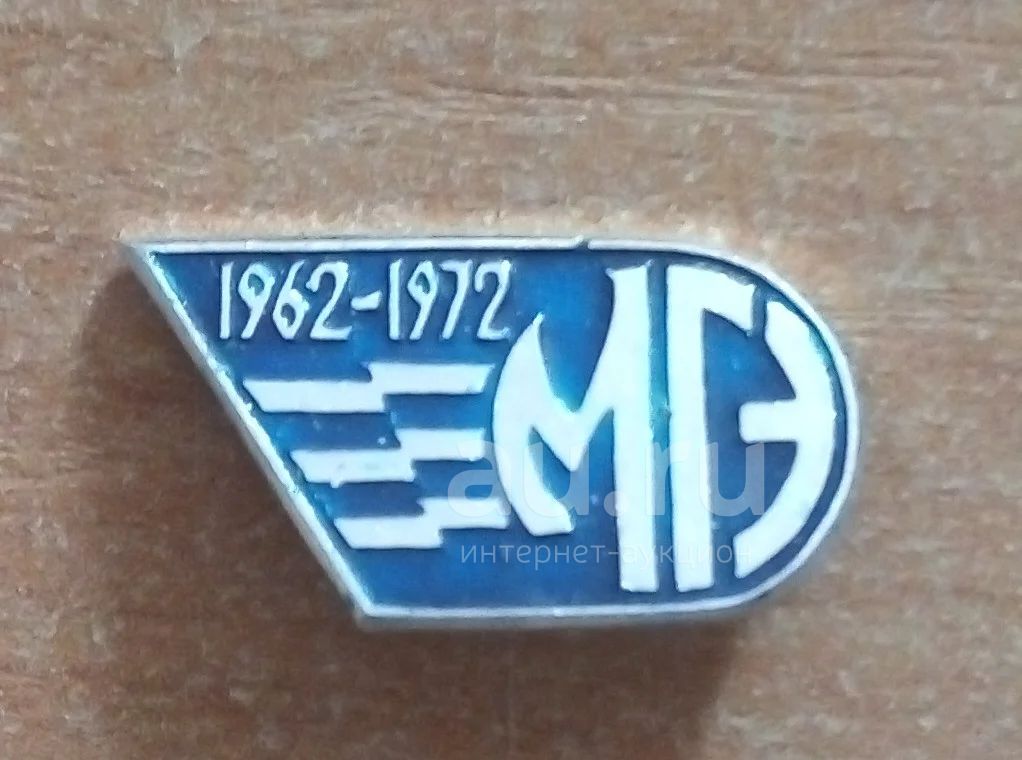 1962-1972
МГЭ
au.ru
интернет-аукцион